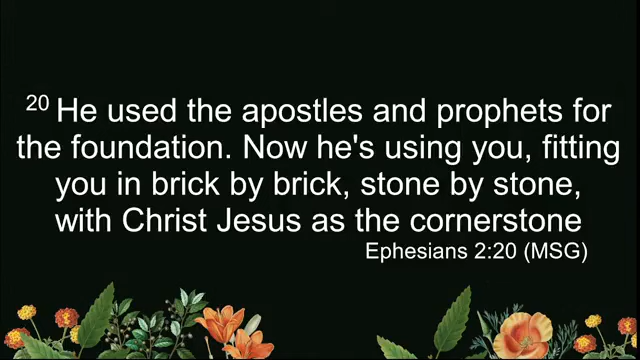 20 He used the apostles and prophets for
the foundation. Now he's using you, fitting
you in brick by brick, stone by stone,
with Christ Jesus as the cornerstone
Ephesians 2:20 (MSG)